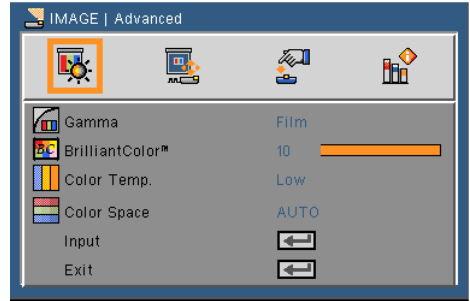 IMAGE | Advanced
Gamma Film
BrilliantColor™ 10
Color Temp. Low
Color Space AUTO
Input
Exit